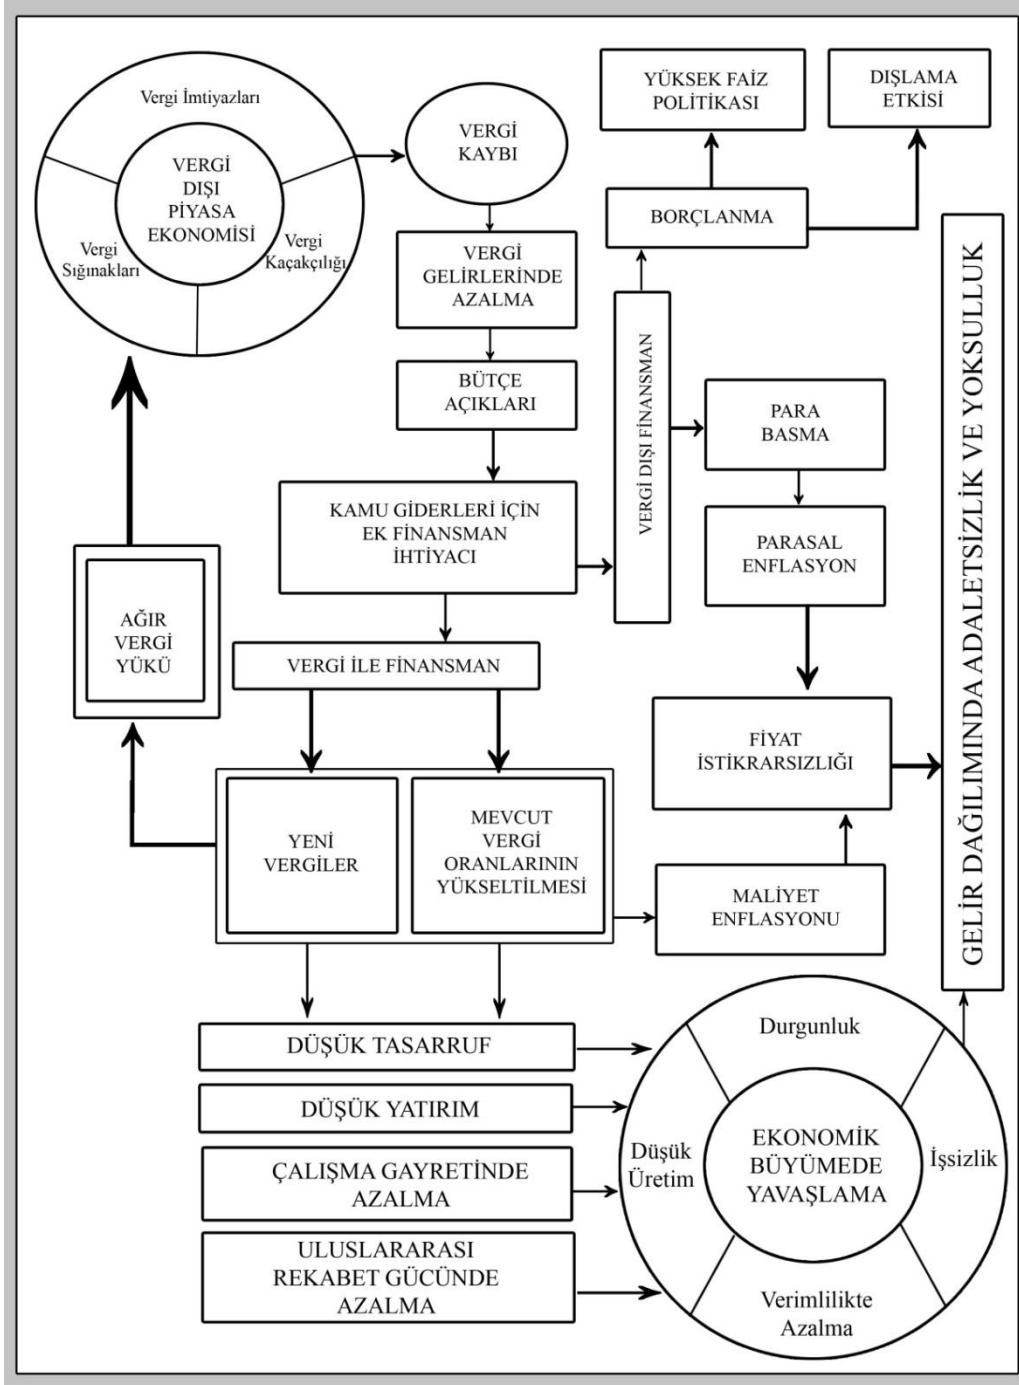 Vergi İmtiyazları
VERGİ
DIŞI
PİYASA
EKONOMİSİ
Vergi
Sığınakları
Vergi
Kaçakçılığı
VERGİ
KAYBI
YÜKSEK FAİZ
POLİTİKASI
DIŞLAMA
ETKİSİ
BORÇLANMA
VERGİ
GELİRLERİNDE
AZALMA
BÜTÇE
AÇIKLARI
VERGİ DIŞI FİNANSMAN
PARA
BASMA
GELİR DAĞILIMINDA ADALETSİZLİK VE YOKSULLUK
KAMU GİDERLERİ İÇİN
EK FİNANSMAN
İHTİYACI
PARASAL
ENFLASYON
AĞIR
VERGİ
YÜKÜ
VERGİ İLE FİNANSMAN
FİYAT
İSTİKRARSIZLIĞI
YENİ
VERGİLER
MEVCUT
VERGİ
ORANLARININ
YÜKSELTİLMESİ
MALİYET
ENFLASYONU
DÜŞÜK TASARRUF
DÜŞÜK YATIRIM
ÇALIŞMA GAYRETİNDE
AZALMA
ULUSLARARASI
REKABET GÜCÜNDE
AZALMA
Durgunluk
Düşük
Üretim
EKONOMİK
BÜYÜMEDE
YAVAŞLAMA
İşsizlik
Verimlilikte
Azalma